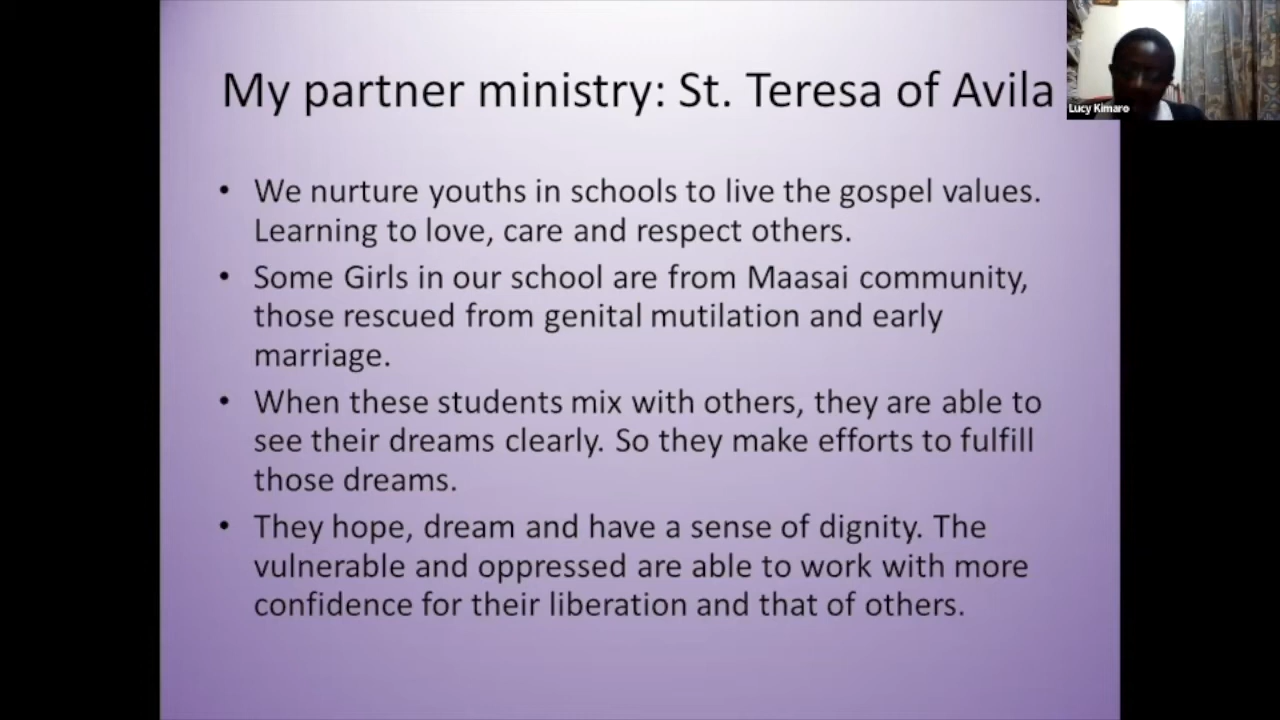 My partner ministry: St. Teresa of Avila
Lucy Kimaro
• We nurture youths in schools to live the gospel values.
Learning to love, care and respect others.
• Some Girls in our school are from Maasai community,
those rescued from genital mutilation and early
marriage.
• When these students mix with others, they are able to
see their dreams clearly. So they make efforts to fulfill
those dreams.
• They hope, dream and have a sense of dignity. The
vulnerable and oppressed are able to work with more
confidence for their liberation and that of others.